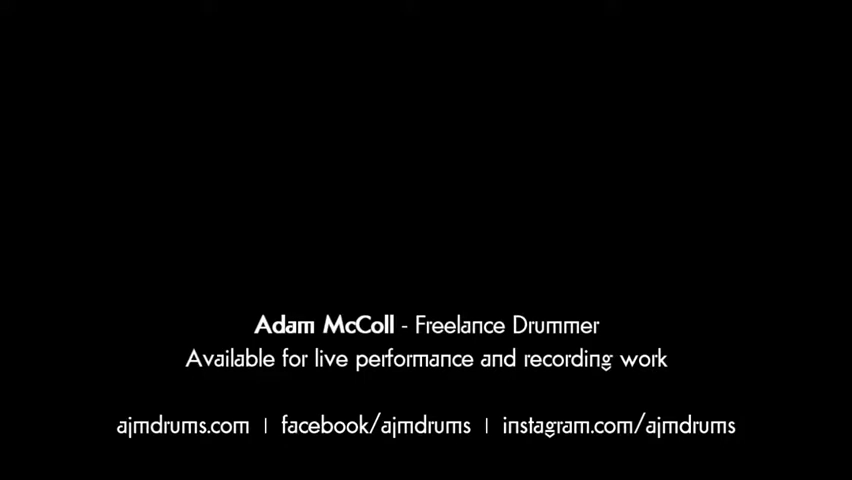 Adam McColl - Freelance Drummer
Available for live performance and recording work
ajmdrums.com | facebook/ajmdrums | instagram.com/ajmdrums